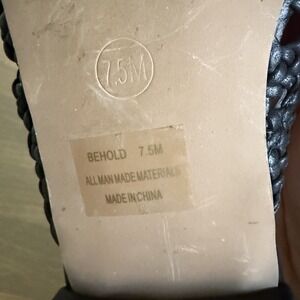 7.5M
BEHOLD 7.5M
ALL MAN MADE MATERIALS
MADE IN CHINA